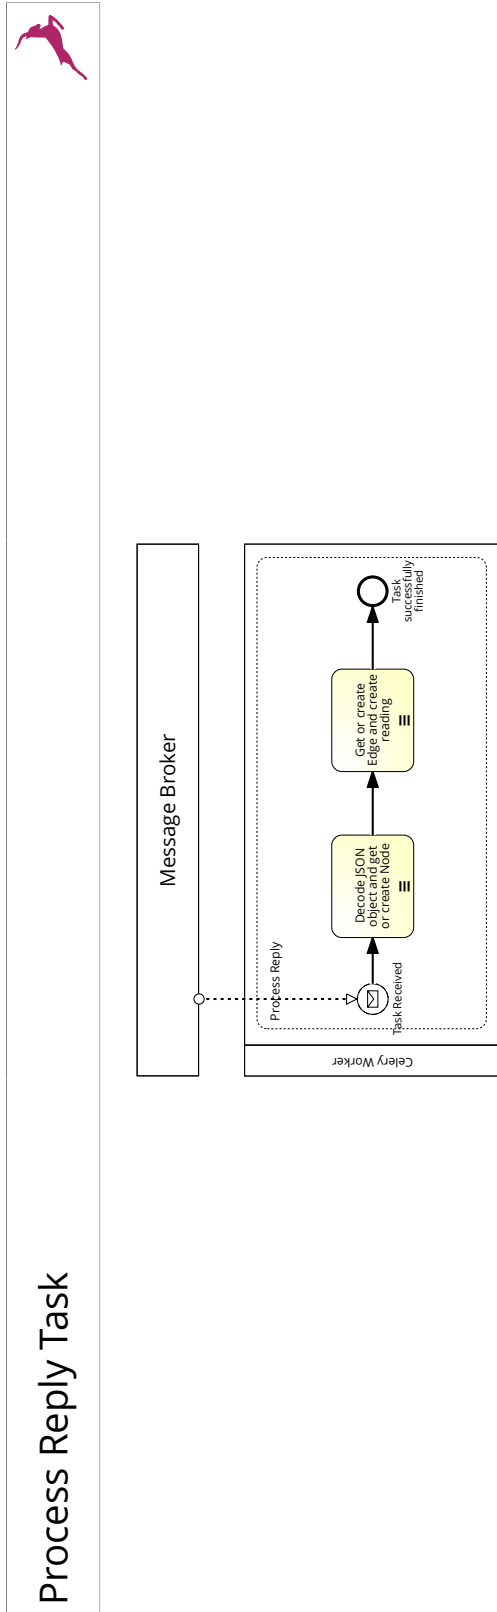 Process Reply Task
Message Broker
Celery Worker
Process Reply
Task Received
Decode JSON
object and get
or create Node
Get or create
Edge and create
reading
Task
successfully
finished